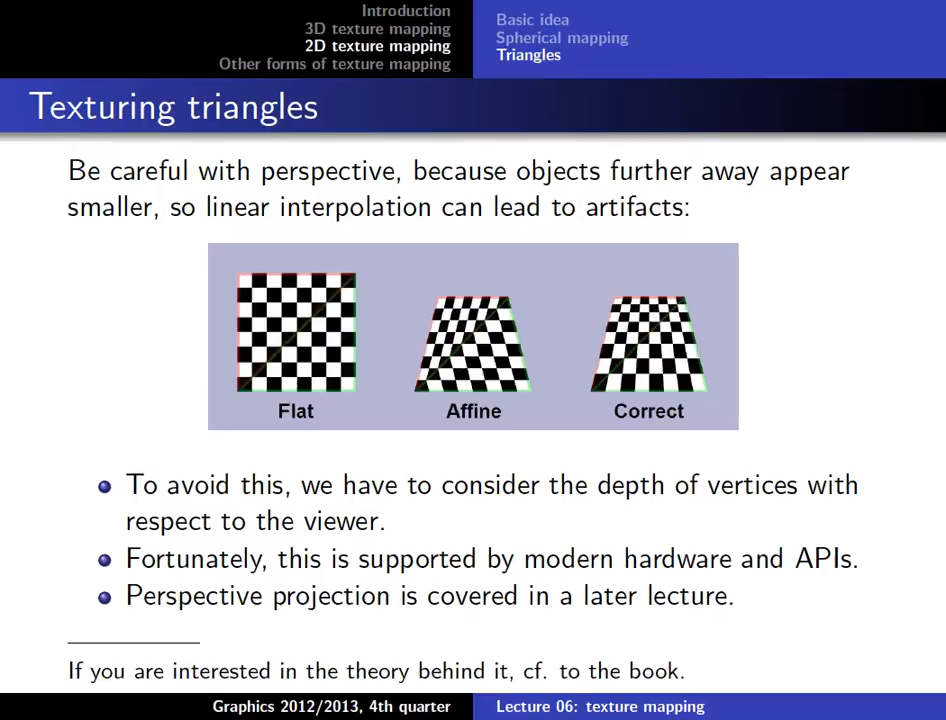 Introduction
3D texture mapping
2D texture mapping
Other forms of texture mapping
Basic idea
Spherical mapping
Triangles
Texturing triangles
Be careful with perspective, because objects further away appear
smaller, so linear interpolation can lead to artifacts:
Flat
Affine
Correct
To avoid this, we have to consider the depth of vertices with
respect to the viewer.
Fortunately, this is supported by modern hardware and APIs.
Perspective projection is covered in a later lecture.
If you are interested in the theory behind it, cf. to the book.
Graphics 2012/2013, 4th quarter
Lecture 06: texture mapping